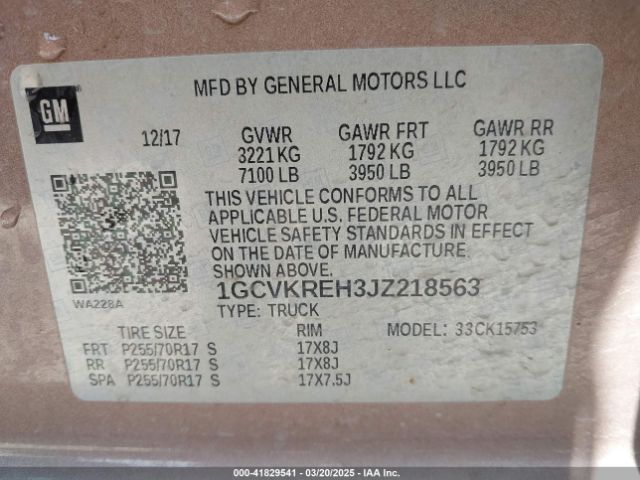 GM
MFD BY GENERAL MOTORS LLC
12/17 GVWR GAWR FRT GAWR RR
3221 KG 1792 KG 1792 KG
7100 LB 3950 LB 3950 LB
THIS VEHICLE CONFORMS TO ALL
APPLICABLE U.S. FEDERAL MOTOR
VEHICLE SAFETY STANDARDS IN EFFECT
ON THE DATE OF MANUFACTURE
SHOWN ABOVE.
1GCVKREH3JZ218563
WA228A
TYPE: TRUCK
TIRE SIZE RIM MODEL: 33CK15753
FRT P255/70R17 S 17X8J
RR P255/70R17 S 17X8J
SPA P255/70R17 S 17X7.5J
000-41829541 / 03/20/2025 / IAA Inc.